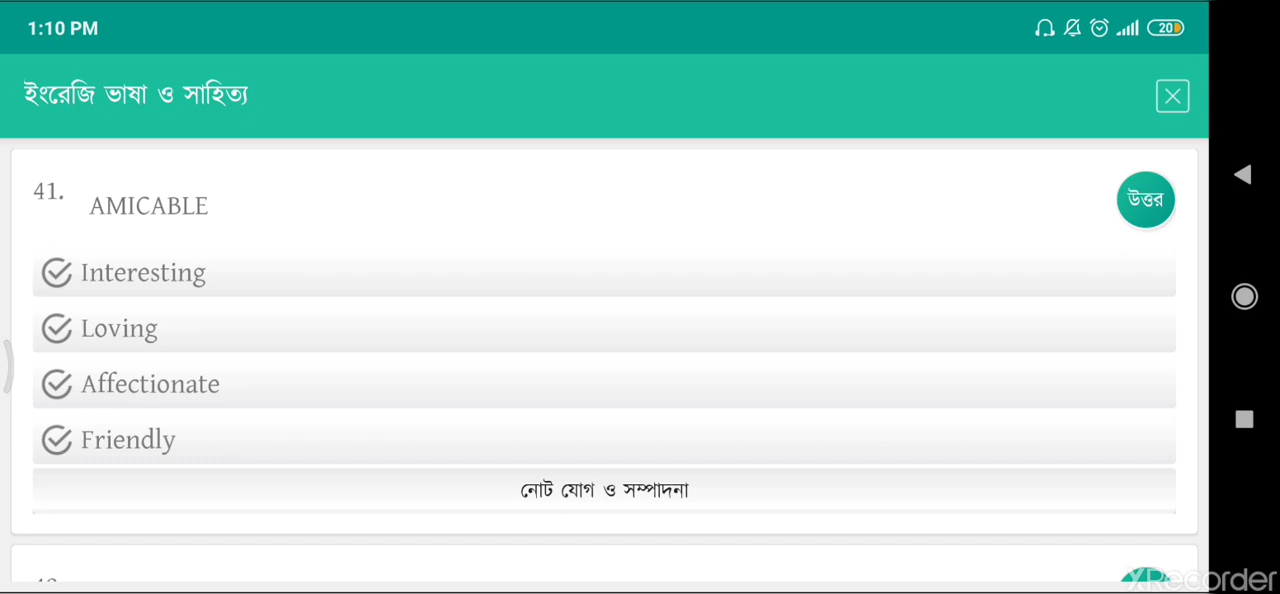 1:10 PM
20
ইংরেজি ভাষা ও সাহিত্য
41.
AMICABLE
উত্তর
Interesting
Loving
Affectionate
Friendly
নোট যোগ ও সম্পাদনা
XRecorder